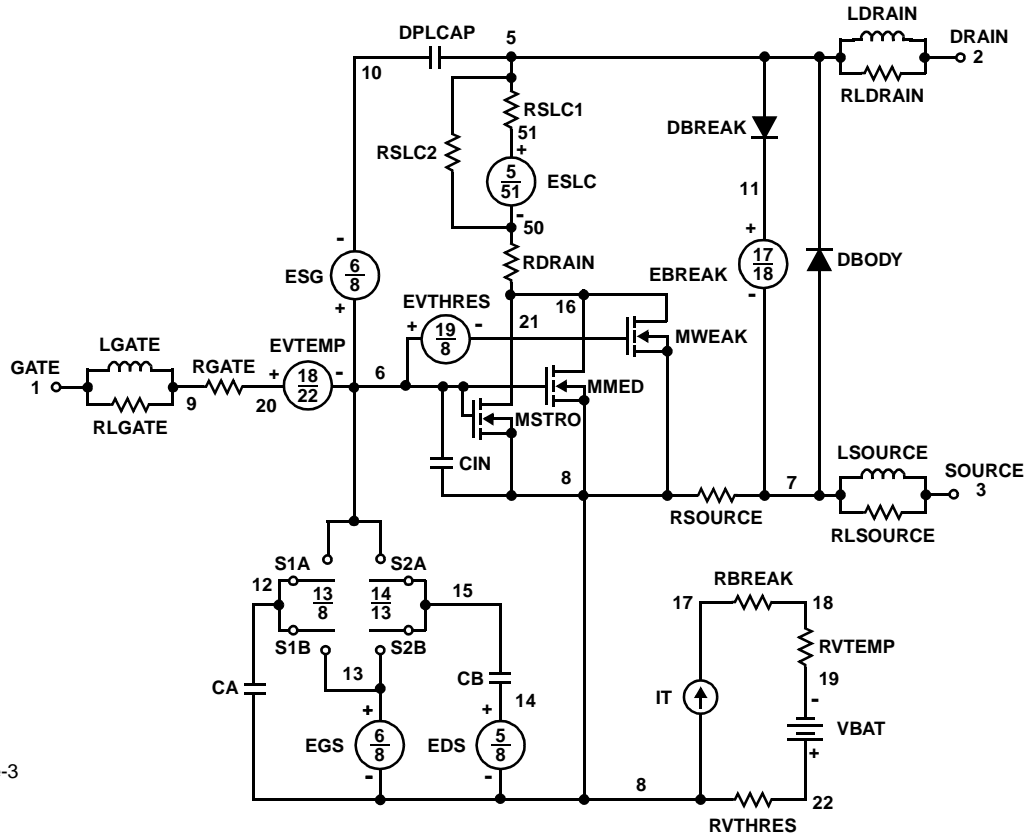 LDRAIN
DPLCAP 5 DRAIN
10 2
RSLC1 RLDRAIN
51 DBREAK
RSLC2 +
5
51 ESLC
11
- 50
- +
17
18
RDRAIN EBREAK DBODY
6
8
ESG
EVTHRES 16 -
+
+ 19
8 - 21
MWEAK
LGATE EVTEMP
GATE RGATE + 18
22 - 6 MMED
1 9 20
RLGATE MSTRO
LSOURCE
CIN 8 7 SOURCE
3
RSOURCE
RLSOURCE
S1A S2A
12 13
8 14
13 15 RBREAK
17 18
S1B S2B
RVTEMP
13 CB 19
CA 14 IT -
+ + VBAT
EGS 6
8 EDS 5
8 +
- - 8
-3 22
RVTHRES